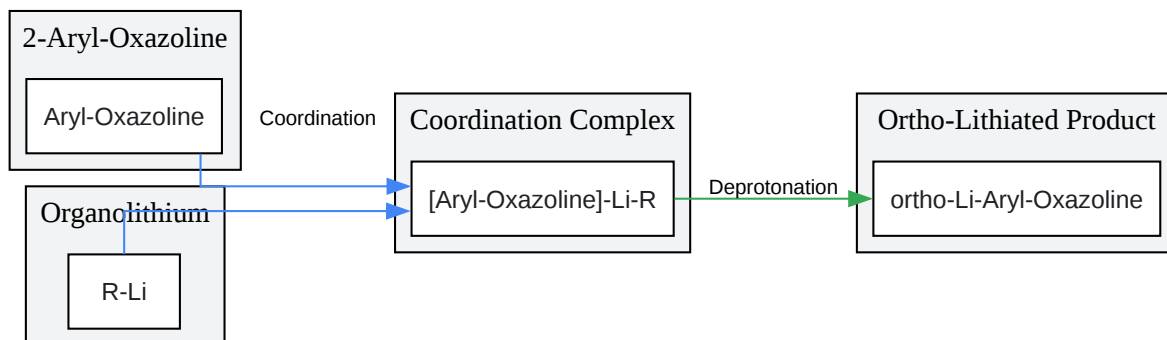 2-Aryl-Oxazoline
Aryl-Oxazoline
Coordination
Organolithium
R-Li
Coordination Complex
[Aryl-Oxazoline]-Li-R
Deprotonation
Ortho-Lithiated Product
ortho-Li-Aryl-Oxazoline